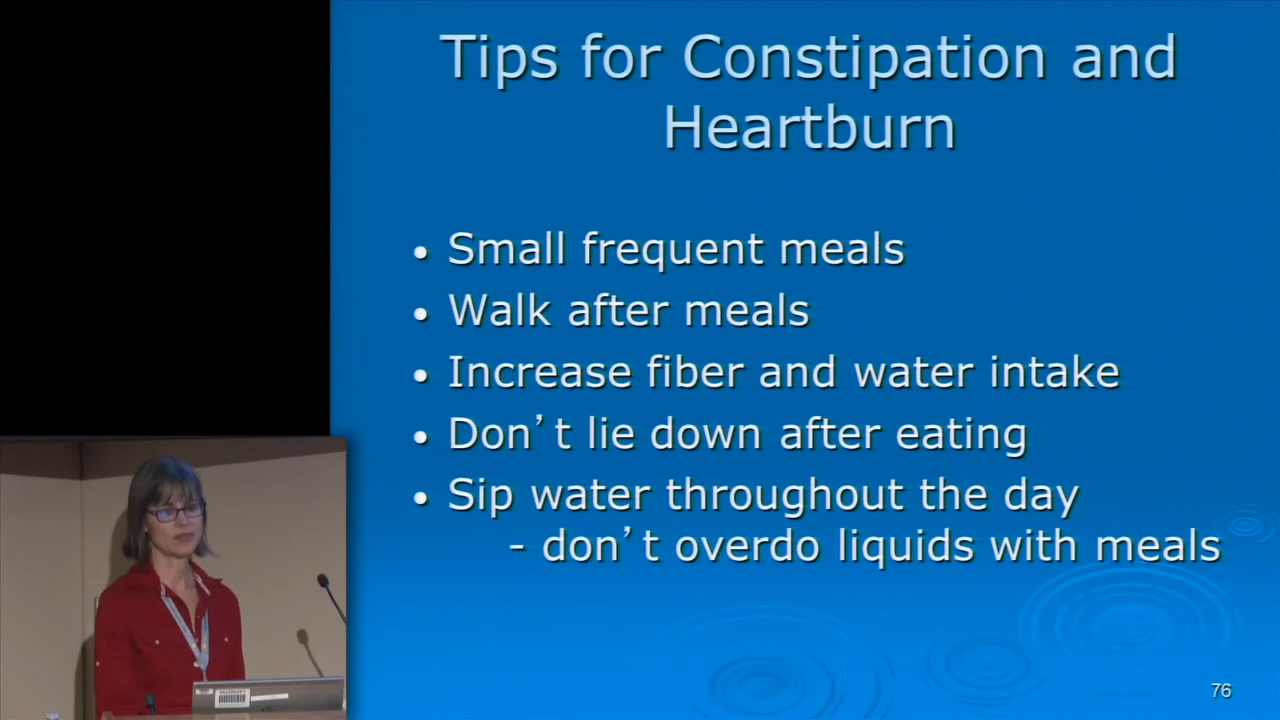 Tips for Constipation and
Heartburn
• Small frequent meals
• Walk after meals
• Increase fiber and water intake
• Don’t lie down after eating
• Sip water throughout the day
- don’t overdo liquids with meals
76